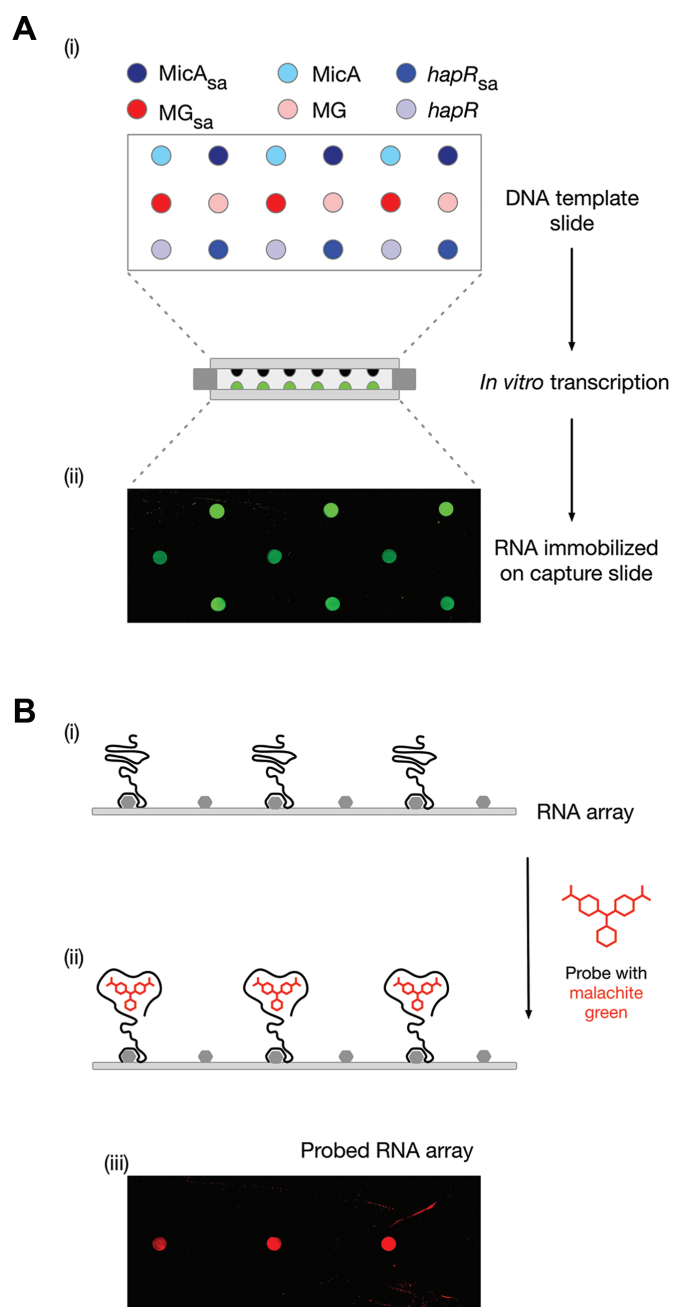 A
(i)
MicAsa MicA hapRsa
MGsa MG hapR
DNA template
slide
In vitro transcription
(ii)
RNA immobilized
on capture slide
B
(i)
RNA array
(ii)
Probe with
malachite
green
Probed RNA array
(iii)